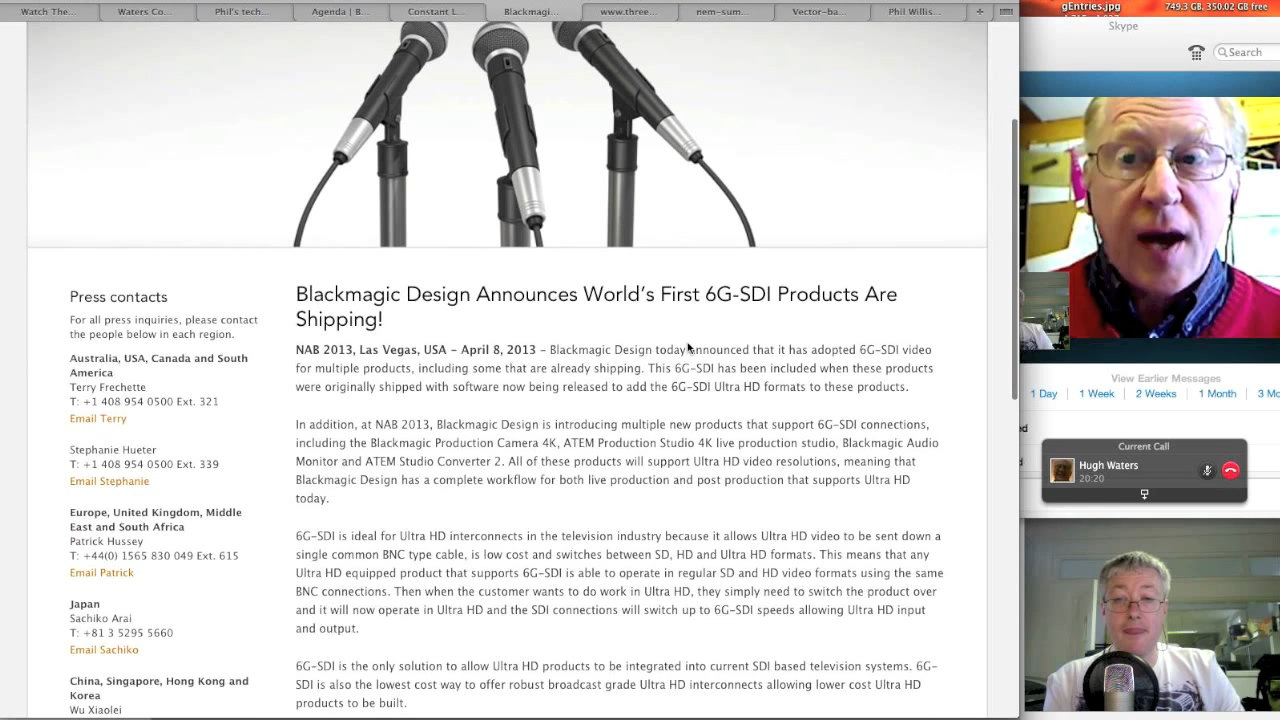 Watch The...
Waters Co...
Phil's tech...
Agenda | B...
Constant L...
Blackmagi...
www.three...
nem-sum...
Vector-ba...
Phil Willis...
gEntries.jpg
749.3 GB, 350.02 GB free
Skype
Search
Press contacts
For all press inquiries, please contact
the people below in each region.
Australia, USA, Canada and South
America
Terry Frechette
T: +1 408 954 0500 Ext. 321
Email Terry
Stephanie Hueter
T: +1 408 954 0500 Ext. 339
Email Stephanie
Europe, United Kingdom, Middle
East and South Africa
Patrick Hussey
T: +44(0) 1565 830 049 Ext. 615
Email Patrick
Japan
Sachiko Arai
T: +81 3 5295 5660
Email Sachiko
China, Singapore, Hong Kong and
Korea
Wu Xiaolei
Blackmagic Design Announces World's First 6G-SDI Products Are
Shipping!
NAB 2013, Las Vegas, USA – April 8, 2013 – Blackmagic Design today announced that it has adopted 6G-SDI video
for multiple products, including some that are already shipping. This 6G-SDI has been included when these products
were originally shipped with software now being released to add the 6G-SDI Ultra HD formats to these products.
In addition, at NAB 2013, Blackmagic Design is introducing multiple new products that support 6G-SDI connections,
including the Blackmagic Production Camera 4K, ATEM Production Studio 4K live production studio, Blackmagic Audio
Monitor and ATEM Studio Converter 2. All of these products will support Ultra HD video resolutions, meaning that
Blackmagic Design has a complete workflow for both live production and post production that supports Ultra HD
today.
6G-SDI is ideal for Ultra HD interconnects in the television industry because it allows Ultra HD video to be sent down a
single common BNC type cable, is low cost and switches between SD, HD and Ultra HD formats. This means that any
Ultra HD equipped product that supports 6G-SDI is able to operate in regular SD and HD video formats using the same
BNC connections. Then when the customer wants to do work in Ultra HD, they simply need to switch the product over
and it will now operate in Ultra HD and the SDI connections will switch up to 6G-SDI speeds allowing Ultra HD input
and output.
6G-SDI is the only solution to allow Ultra HD products to be integrated into current SDI based television systems. 6G-
SDI is also the lowest cost way to offer robust broadcast grade Ultra HD interconnects allowing lower cost Ultra HD
products to be built.
View Earlier Messages
1 Day
1 Week
2 Weeks
1 Month
3 Mo
Current Call
Hugh Waters
20:20